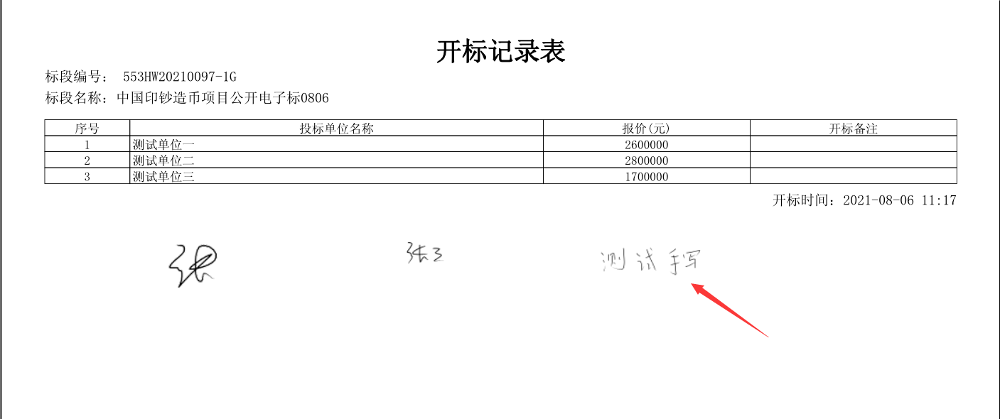 开标记录表
标段编号： 553HW20210097-1G
标段名称：中国印钞造币项目公开电子标0806
序号 投标单位名称 报价(元) 开标备注
1 测试单位一 2600000
2 测试单位二 2800000
3 测试单位三 1700000
开标时间：2021-08-06 11:17
张 张三 测试手写